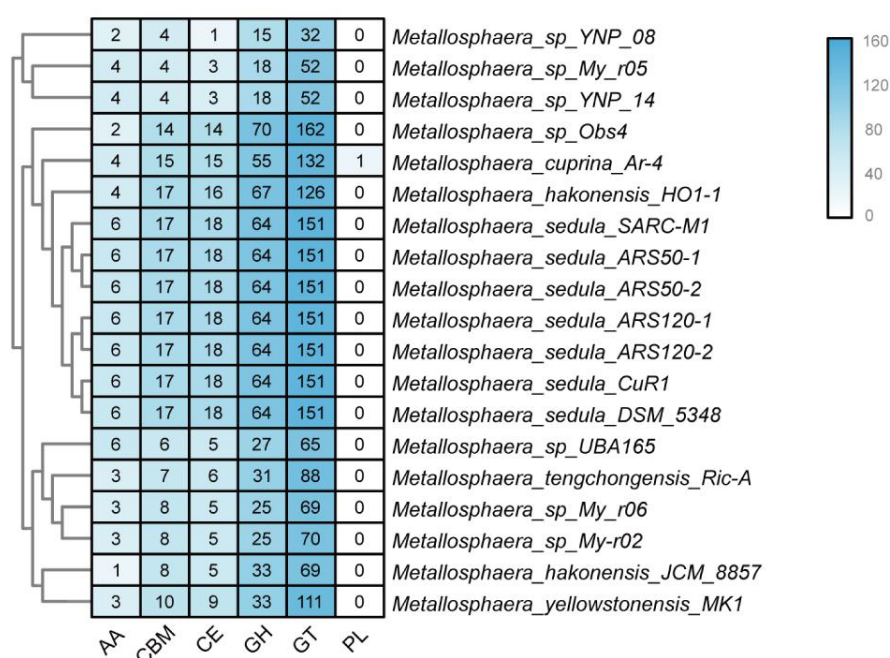 2 4 1 15 32 0 Metallosphaera_sp_YNP_08
4 4 3 18 52 0 Metallosphaera_sp_My_r05
4 4 3 18 52 0 Metallosphaera_sp_YNP_14
2 14 14 70 162 0 Metallosphaera_sp_Obs4
4 15 15 55 132 1 Metallosphaera_cuprina_Ar-4
4 17 16 67 126 0 Metallosphaera_hakonensis_HO1-1
6 17 18 64 151 0 Metallosphaera_sedula_SARC-M1
6 17 18 64 151 0 Metallosphaera_sedula_ARS50-1
6 17 18 64 151 0 Metallosphaera_sedula_ARS50-2
6 17 18 64 151 0 Metallosphaera_sedula_ARS120-1
6 17 18 64 151 0 Metallosphaera_sedula_ARS120-2
6 17 18 64 151 0 Metallosphaera_sedula_CuR1
6 17 18 64 151 0 Metallosphaera_sedula_DSM_5348
6 6 5 27 65 0 Metallosphaera_sp_UBA165
3 7 6 31 88 0 Metallosphaera_tengchongensis_Ric-A
3 8 5 25 69 0 Metallosphaera_sp_My_r06
3 8 5 25 70 0 Metallosphaera_sp_My-r02
1 8 5 33 69 0 Metallosphaera_hakonensis_JCM_8857
3 10 9 33 111 0 Metallosphaera_yellowstonensis_MK1
AA CBM CE GH GT PL
160
120
80
40
0